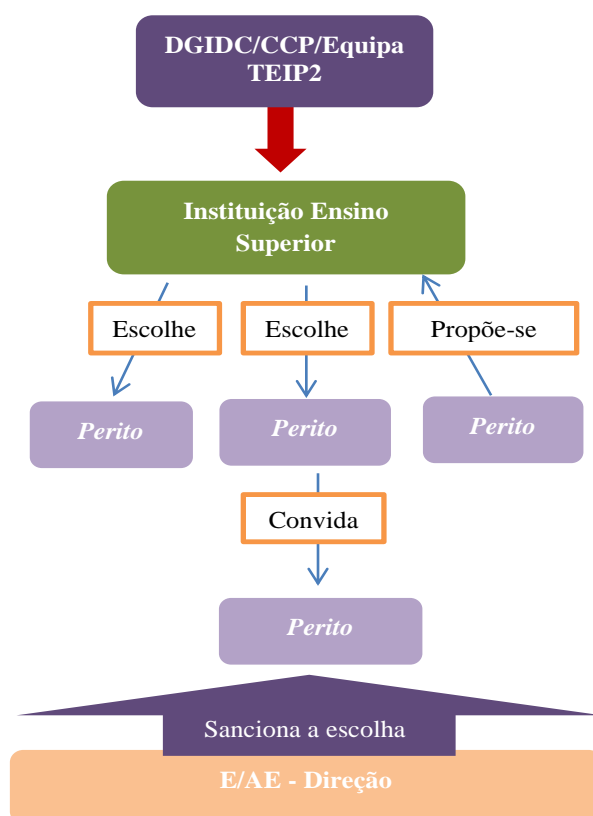 DGIDC/CCP/Equipa
TEIP2
Instituição Ensino
Superior
Escolhe
Escolhe
Propõe-se
Perito
Perito
Perito
Convida
Perito
Sanciona a escolha
E/AE - Direção